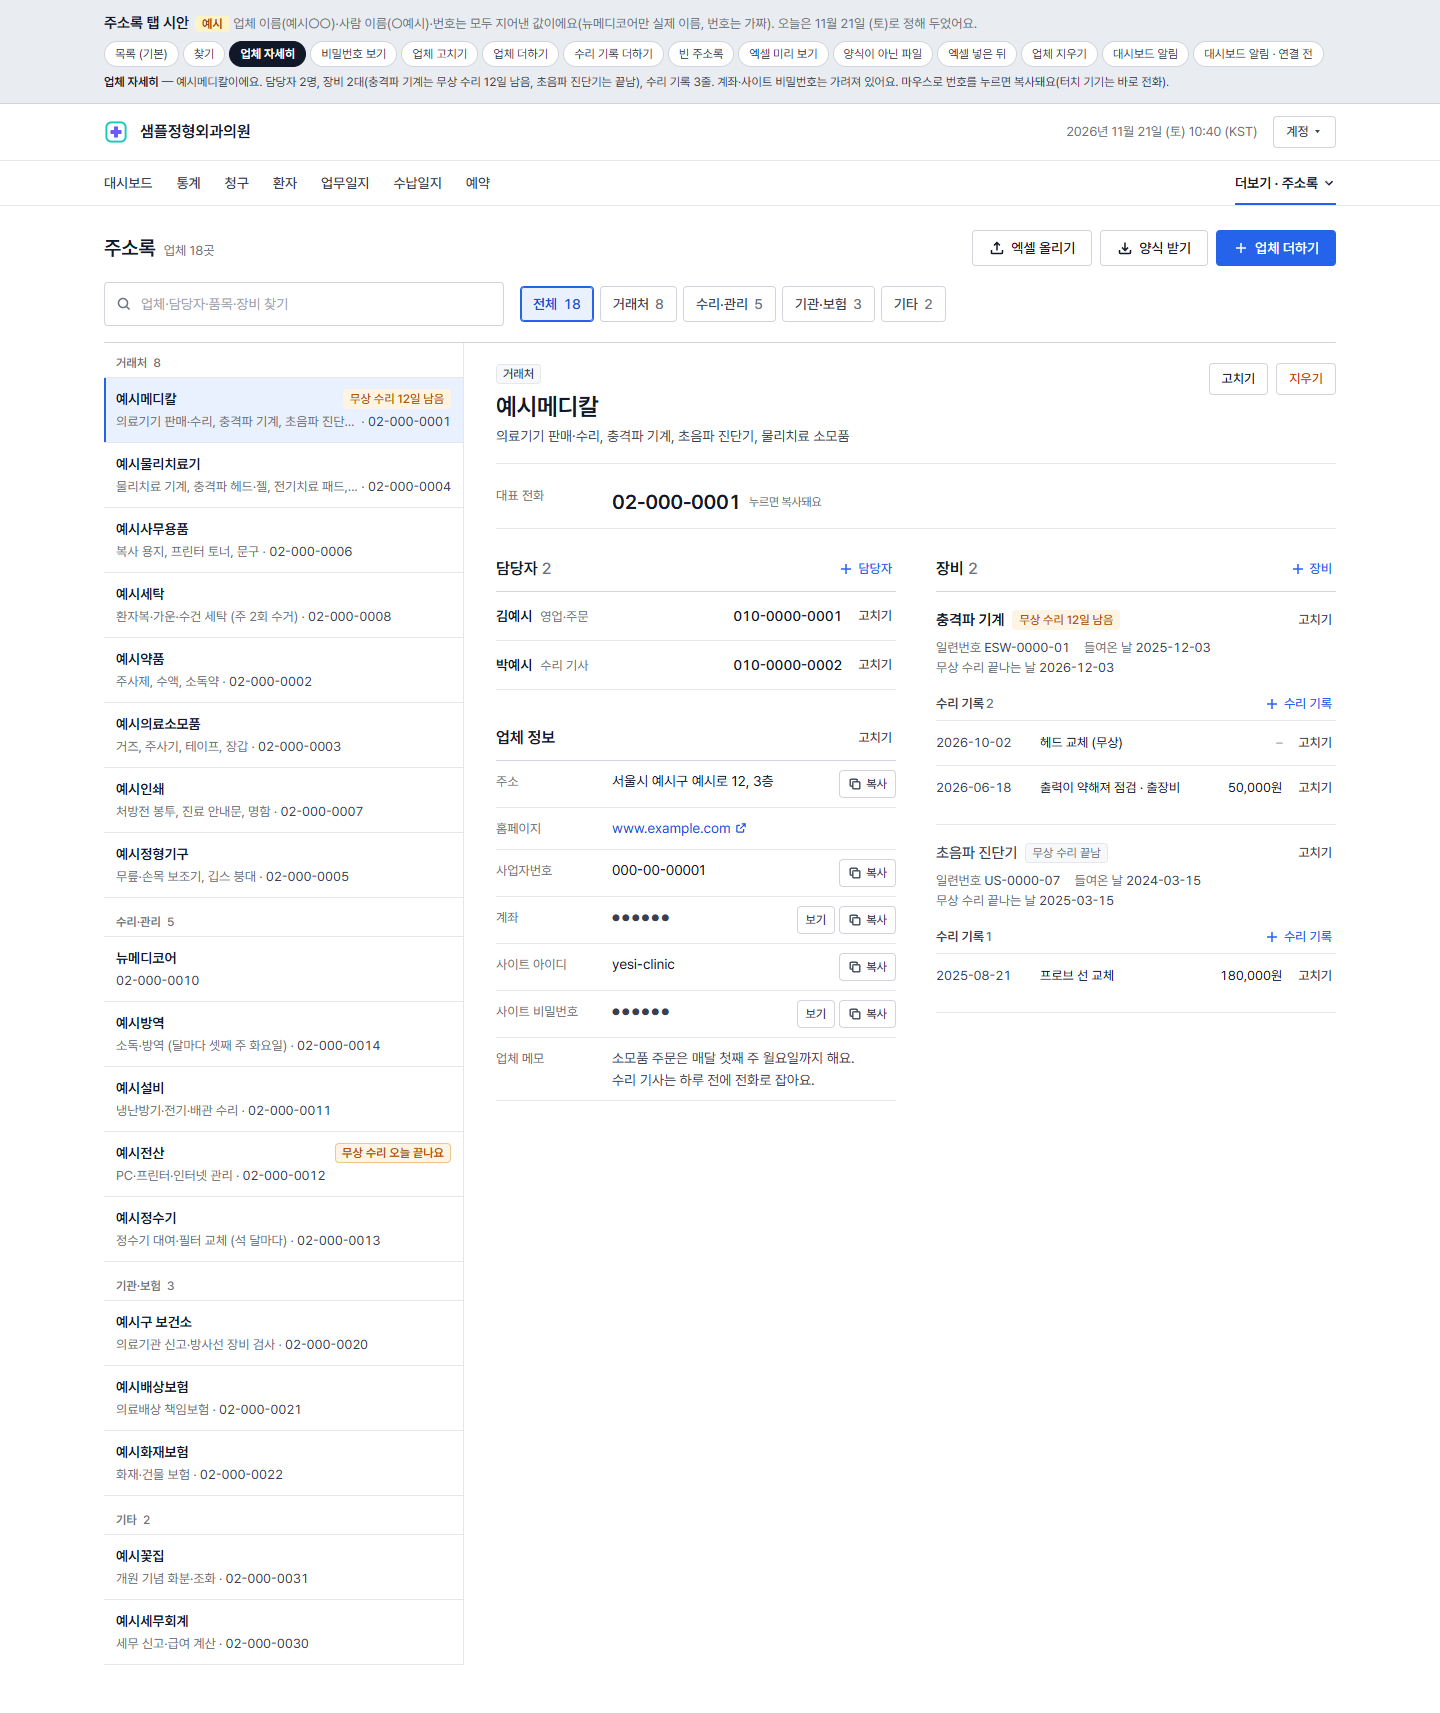 주소록 탭 시안 예시 업체 이름(예시○○)·사람 이름(○예시)·번호는 모두 지어낸 값이에요(뉴메디코어만 실제 이름, 번호는 가짜). 오늘은 11월 21일 (토)로 정해 두었어요.
목록 (기본) 찾기 업체 자세히 비밀번호 보기 업체 고치기 업체 더하기 수리 기록 더하기 빈 주소록 엑셀 미리 보기 양식이 아닌 파일 엑셀 넣은 뒤 업체 지우기 대시보드 알림 대시보드 알림 · 연결 전
업체 자세히 — 예시메디칼이에요. 담당자 2명, 장비 2대(충격파 기계는 무상 수리 12일 남음, 초음파 진단기는 끝남), 수리 기록 3줄. 계좌·사이트 비밀번호는 가려져 있어요. 마우스로 번호를 누르면 복사돼요(터치 기기는 바로 전화).
샘플정형외과의원
2026년 11월 21일 (토) 10:40 (KST)
계정
대시보드 통계 청구 환자 업무일지 수납일지 예약
더보기 · 주소록
주소록 업체 18곳
엑셀 올리기 양식 받기 업체 더하기
업체·담당자·품목·장비 찾기
전체 18 거래처 8 수리·관리 5 기관·보험 3 기타 2
거래처 8
예시메디칼 무상 수리 12일 남음
의료기기 판매·수리, 충격파 기계, 초음파 진단… · 02-000-0001
예시물리치료기
물리치료 기계, 충격파 헤드·젤, 전기치료 패드,… · 02-000-0004
예시사무용품
복사 용지, 프린터 토너, 문구 · 02-000-0006
예시세탁
환자복·가운·수건 세탁 (주 2회 수거) · 02-000-0008
예시약품
주사제, 수액, 소독약 · 02-000-0002
예시의료소모품
거즈, 주사기, 테이프, 장갑 · 02-000-0003
예시인쇄
처방전 봉투, 진료 안내문, 명함 · 02-000-0007
예시정형기구
무릎·손목 보조기, 깁스 붕대 · 02-000-0005
수리·관리 5
뉴메디코어
02-000-0010
예시방역
소독·방역 (달마다 셋째 주 화요일) · 02-000-0014
예시설비
냉난방기·전기·배관 수리 · 02-000-0011
예시전산 무상 수리 오늘 끝나요
PC·프린터·인터넷 관리 · 02-000-0012
예시정수기
정수기 대여·필터 교체 (석 달마다) · 02-000-0013
기관·보험 3
예시구 보건소
의료기관 신고·방사선 장비 검사 · 02-000-0020
예시배상보험
의료배상 책임보험 · 02-000-0021
예시화재보험
화재·건물 보험 · 02-000-0022
기타 2
예시꽃집
개원 기념 화분·조화 · 02-000-0031
예시세무회계
세무 신고·급여 계산 · 02-000-0030
거래처
고치기 지우기
예시메디칼
의료기기 판매·수리, 충격파 기계, 초음파 진단기, 물리치료 소모품
대표 전화 02-000-0001 누르면 복사돼요
담당자 2 + 담당자
김예시 영업·주문 010-0000-0001 고치기
박예시 수리 기사 010-0000-0002 고치기
업체 정보 고치기
주소 서울시 예시구 예시로 12, 3층 복사
홈페이지 www.example.com
사업자번호 000-00-00001 복사
계좌 ●●●●●● 보기 복사
사이트 아이디 yesi-clinic 복사
사이트 비밀번호 ●●●●●● 보기 복사
업체 메모 소모품 주문은 매달 첫째 주 월요일까지 해요.
수리 기사는 하루 전에 전화로 잡아요.
장비 2 + 장비
충격파 기계 무상 수리 12일 남음 고치기
일련번호 ESW-0000-01 들여온 날 2025-12-03
무상 수리 끝나는 날 2026-12-03
수리 기록 2 + 수리 기록
2026-10-02 헤드 교체 (무상) – 고치기
2026-06-18 출력이 약해져 점검 · 출장비 50,000원 고치기
초음파 진단기 무상 수리 끝남 고치기
일련번호 US-0000-07 들여온 날 2024-03-15
무상 수리 끝나는 날 2025-03-15
수리 기록 1 + 수리 기록
2025-08-21 프로브 선 교체 180,000원 고치기